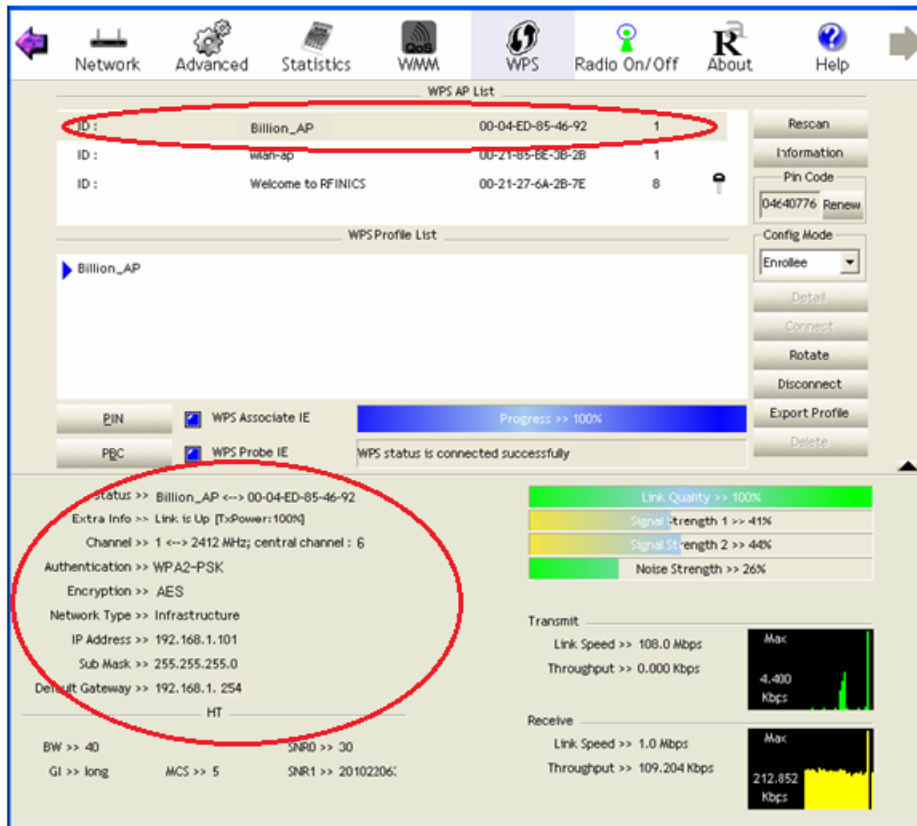 Network Advanced Statistics QoS WMM WPS Radio On/Off R About Help
WPS AP List
ID : Billion_AP 00-04-ED-85-46-92 1
ID : wlan-ap 00-21-85-BE-3B-2B 1
ID : Welcome to RFINICS 00-21-27-6A-2B-7E 8
Rescan
Information
Pin Code
04640776 Renew
WPS Profile List
Billion_AP
Config Mode
Enrollee
Detail
Connect
Rotate
Disconnect
Export Profile
Delete
PIN WPS Associate IE Progress >> 100%
PBC WPS Probe IE WPS status is connected successfully
Status >> Billion_AP <--> 00-04-ED-85-46-92
Extra Info >> Link is Up [TxPower:100%]
Channel >> 1 <--> 2412 MHz; central channel : 6
Authentication >> WPA2-PSK
Encryption >> AES
Network Type >> Infrastructure
IP Address >> 192.168.1.101
Sub Mask >> 255.255.255.0
Default Gateway >> 192.168.1. 254
HT
BW >> 40 SNR0 >> 30
GI >> long MCS >> 5 SNR1 >> 20102206:
Link Quality >> 100%
Signal Strength 1 >> 41%
Signal Strength 2 >> 44%
Noise Strength >> 26%
Transmit
Link Speed >> 108.0 Mbps
Throughput >> 0.000 Kbps
Max
4.400
Kbps
Receive
Link Speed >> 1.0 Mbps
Throughput >> 109.204 Kbps
Max
212.852
Kbps